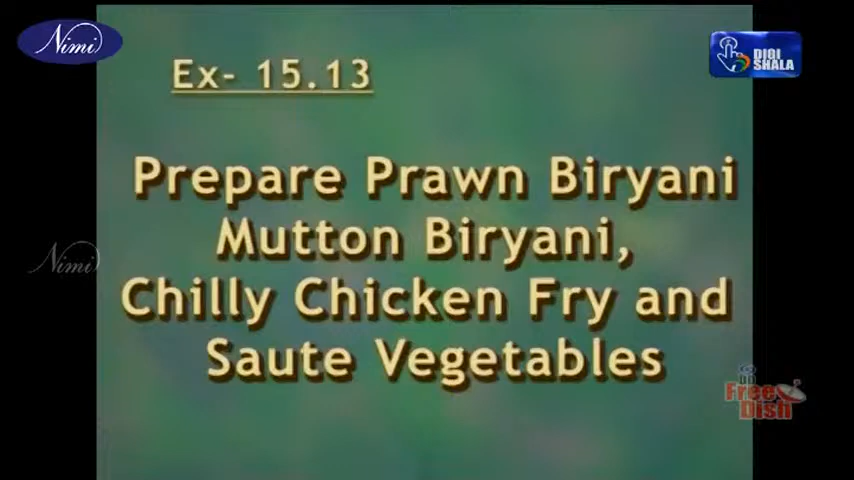 Nimi
DIGI
SHALA
Ex- 15.13
Prepare Prawn Biryani
Mutton Biryani,
Chilly Chicken Fry and
Saute Vegetables
Nimi
DD
Free
Dish